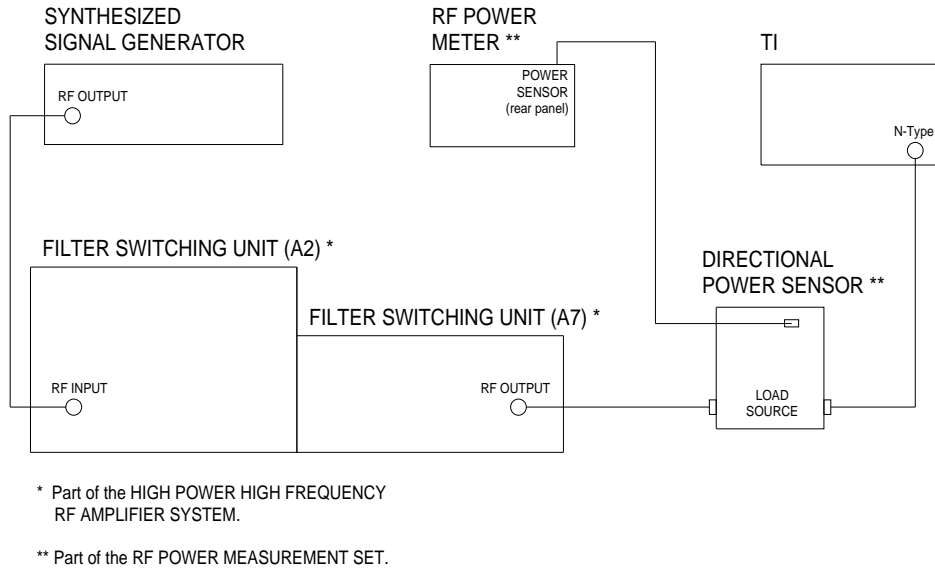 SYNTHESIZED
SIGNAL GENERATOR
RF OUTPUT
RF POWER
METER **
POWER
SENSOR
(rear panel)
TI
N-Type
FILTER SWITCHING UNIT (A2) *
RF INPUT
FILTER SWITCHING UNIT (A7) *
RF OUTPUT
DIRECTIONAL
POWER SENSOR **
LOAD
SOURCE
* Part of the HIGH POWER HIGH FREQUENCY
RF AMPLIFIER SYSTEM.
** Part of the RF POWER MEASUREMENT SET.